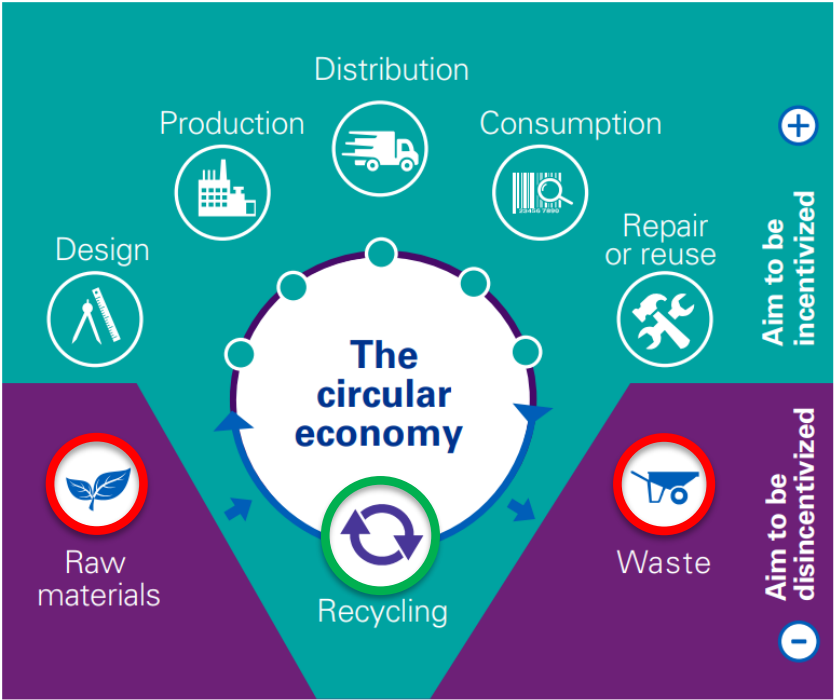 Distribution
Production
Consumption
Design
Repair
or reuse
Aim to be
incentivized
The
circular
economy
Raw
materials
Recycling
Waste
Aim to be
disincentivized